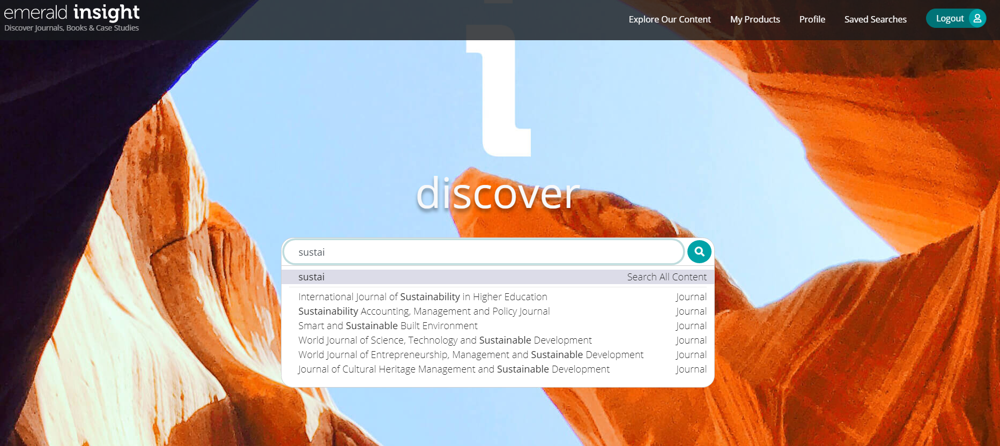 emerald insight
Discover Journals, Books & Case Studies
Explore Our Content
My Products
Profile
Saved Searches
Logout
discover
sustai
sustai Search All Content
International Journal of Sustainability in Higher Education Journal
Sustainability Accounting, Management and Policy Journal Journal
Smart and Sustainable Built Environment Journal
World Journal of Science, Technology and Sustainable Development Journal
World Journal of Entrepreneurship, Management and Sustainable Development Journal
Journal of Cultural Heritage Management and Sustainable Development Journal